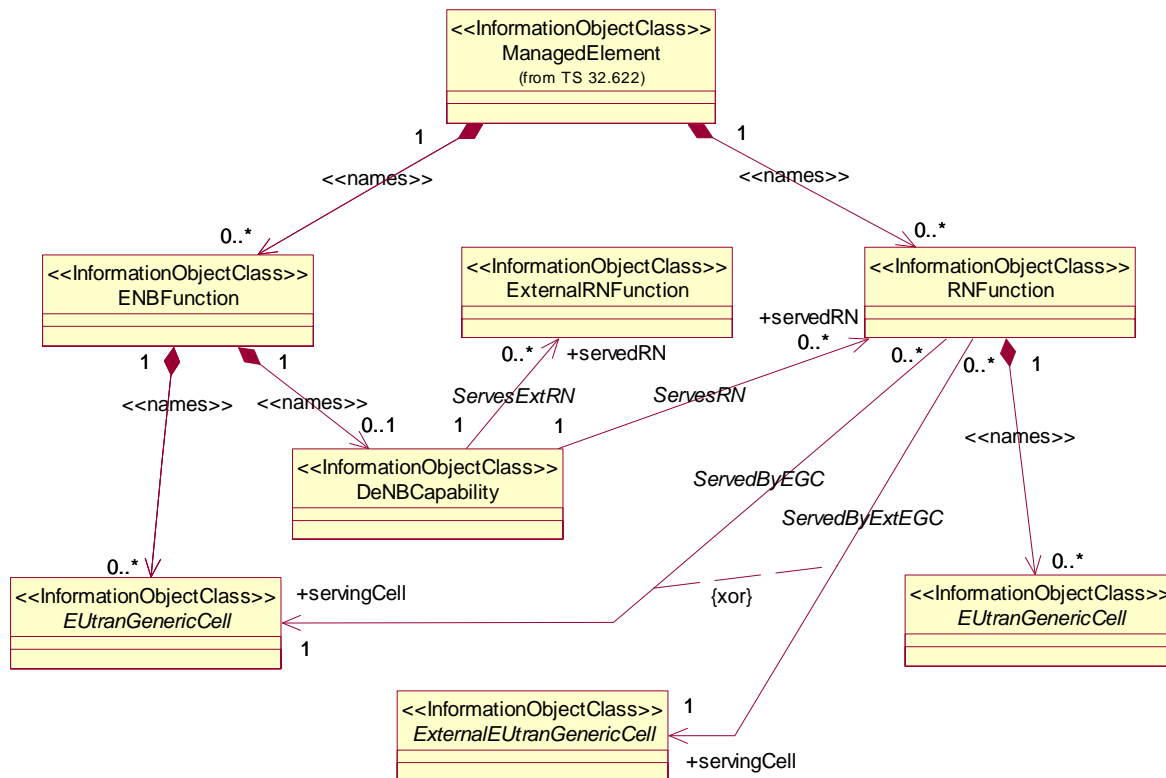 <<InformationObjectClass>>
ManagedElement
(from TS 32.622)
1
1
<<names>>
<<names>>
0..*
0..*
<<InformationObjectClass>>
ENBFunction
<<InformationObjectClass>>
ExternalRNFunction
<<InformationObjectClass>>
RNFunction
+servedRN
0..*
+servedRN
0..*
0..*
0..*
1
1
1
<<names>>
<<names>>
ServesExtRN
ServesRN
0..1
1
1
<<names>>
<<InformationObjectClass>>
DeNBCapability
ServedByEGC
ServedByExtEGC
0..*
0..*
<<InformationObjectClass>>
EUtranGenericCell
+servingCell
1
{xor}
<<InformationObjectClass>>
EUtranGenericCell
<<InformationObjectClass>>
ExternalEUtranGenericCell
1
+servingCell